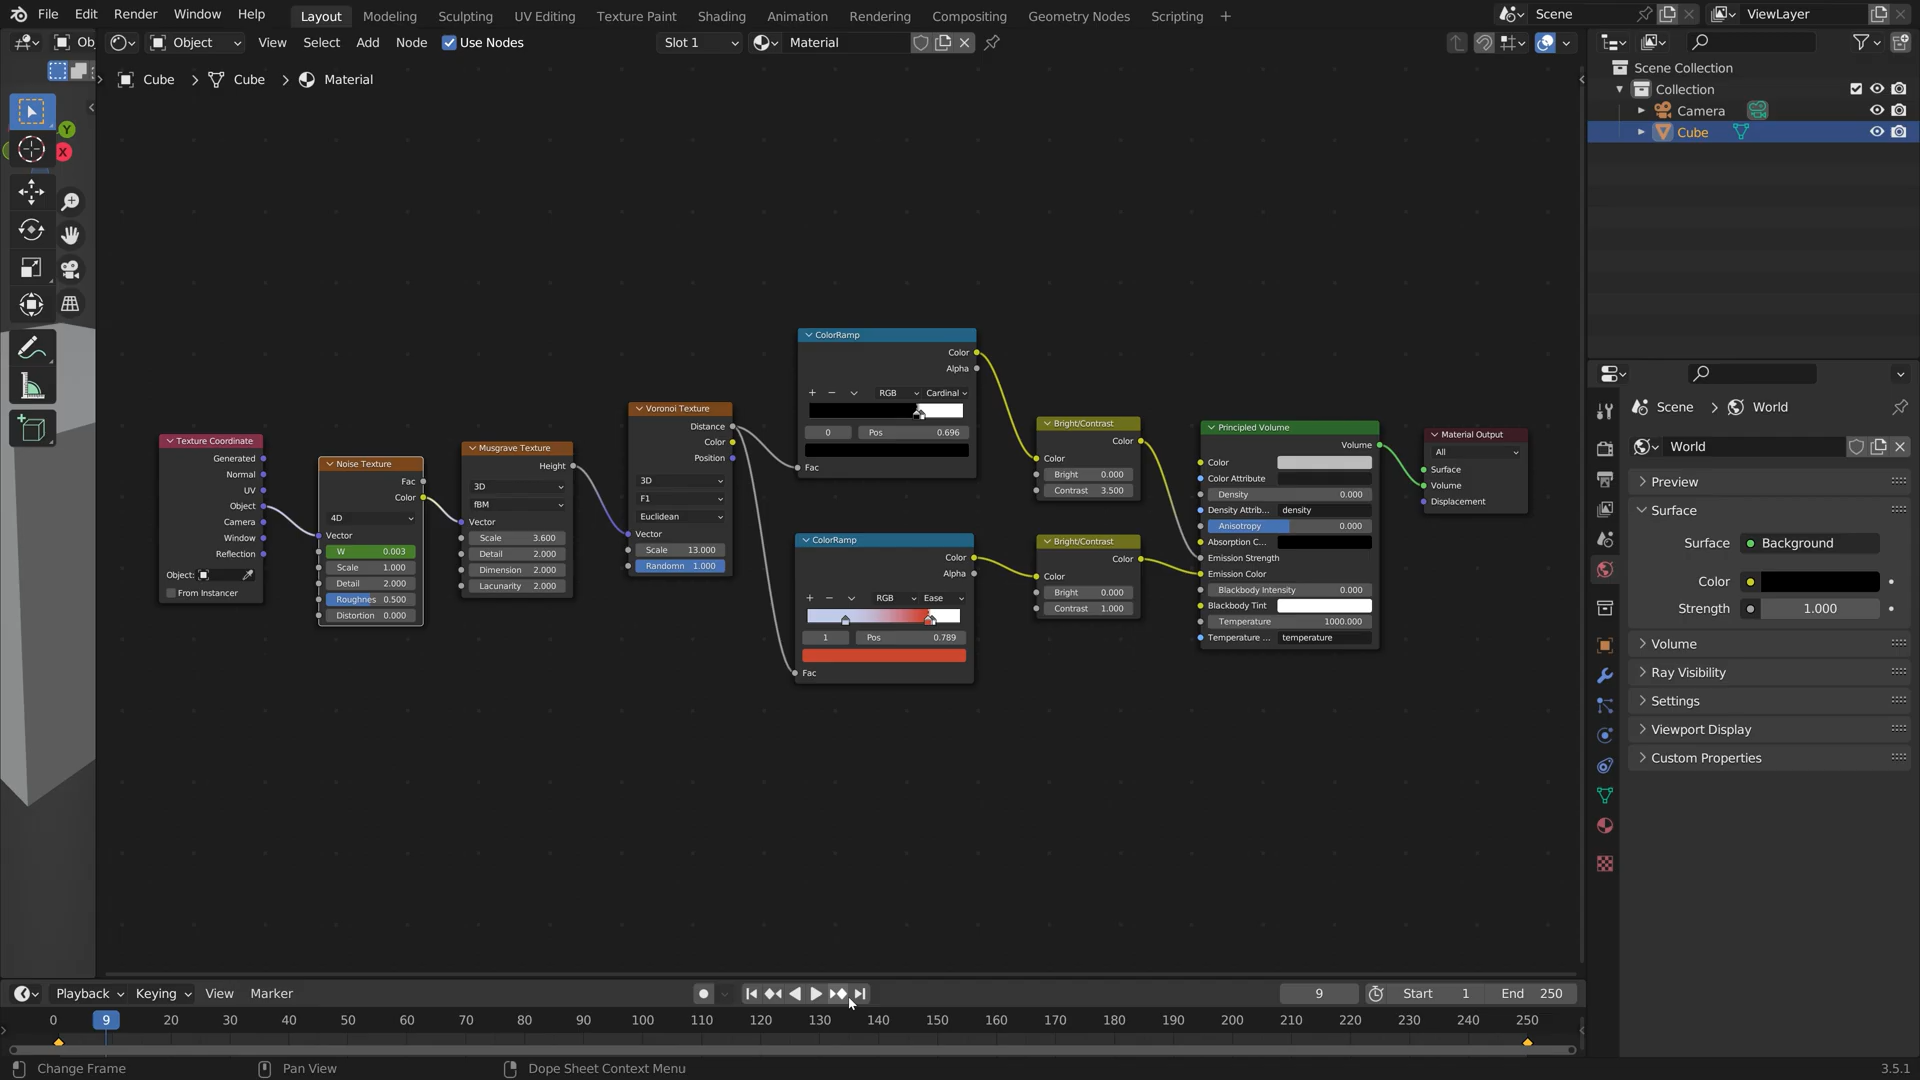 File Edit Render Window Help Layout Modeling Sculpting UV Editing Texture Paint Shading Animation Rendering Compositing Geometry Nodes Scripting + Scene ViewLayer
Ob Object View Select Add Node Use Nodes Slot 1 Material
Cube > Cube > Material
Y
X
Scene Collection
Collection
Camera
Cube
ColorRamp
Color
Alpha
RGB Cardinal
0 Pos 0.696
Fac
Texture Coordinate
Generated
Normal
UV
Object
Camera
Window
Reflection
Object:
From Instancer
Noise Texture
Fac
Color
4D
Vector
W 0.003
Scale 1.000
Detail 2.000
Roughnes 0.500
Distortion 0.000
Musgrave Texture
Height
3D
fBM
Vector
Scale 3.600
Detail 2.000
Dimension 2.000
Lacunarity 2.000
Voronoi Texture
Distance
Color
Position
3D
F1
Euclidean
Vector
Scale 13.000
Randomn 1.000
ColorRamp
Color
Alpha
RGB Ease
1 Pos 0.789
Fac
Bright/Contrast
Color
Color
Bright 0.000
Contrast 3.500
Bright/Contrast
Color
Color
Bright 0.000
Contrast 1.000
Principled Volume
Volume
Color
Color Attribute
Density 0.000
Density Attrib... density
Anisotropy 0.000
Absorption C...
Emission Strength
Emission Color
Blackbody Intensity 0.000
Blackbody Tint
Temperature 1000.000
Temperature ... temperature
Material Output
All
Surface
Volume
Displacement
Scene > World
World
Preview
Surface
Surface Background
Color
Strength 1.000
Volume
Ray Visibility
Settings
Viewport Display
Custom Properties
Playback Keying View Marker 9 Start 1 End 250
0 9 20 30 40 50 60 70 80 90 100 110 120 130 140 150 160 170 180 190 200 210 220 230 240 250
Change Frame Pan View Dope Sheet Context Menu 3.5.1